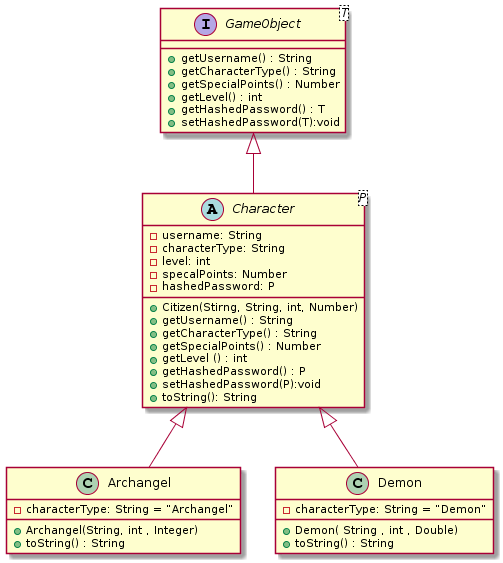 T
I GameObject
getUsername() : String
getCharacterType() : String
getSpecialPoints() : Number
getLevel() : int
getHashedPassword() : T
setHashedPassword(T):void
P
A Character
username: String
characterType: String
level: int
specalPoints: Number
hashedPassword: P
Citizen(Stirng, String, int, Number)
getUsername() : String
getCharacterType() : String
getSpecialPoints() : Number
getLevel () : int
getHashedPassword() : P
setHashedPassword(P):void
toString(): String
C Archangel
characterType: String = "Archangel"
Archangel(String, int , Integer)
toString() : String
C Demon
characterType: String = "Demon"
Demon( String , int , Double)
toString() : String